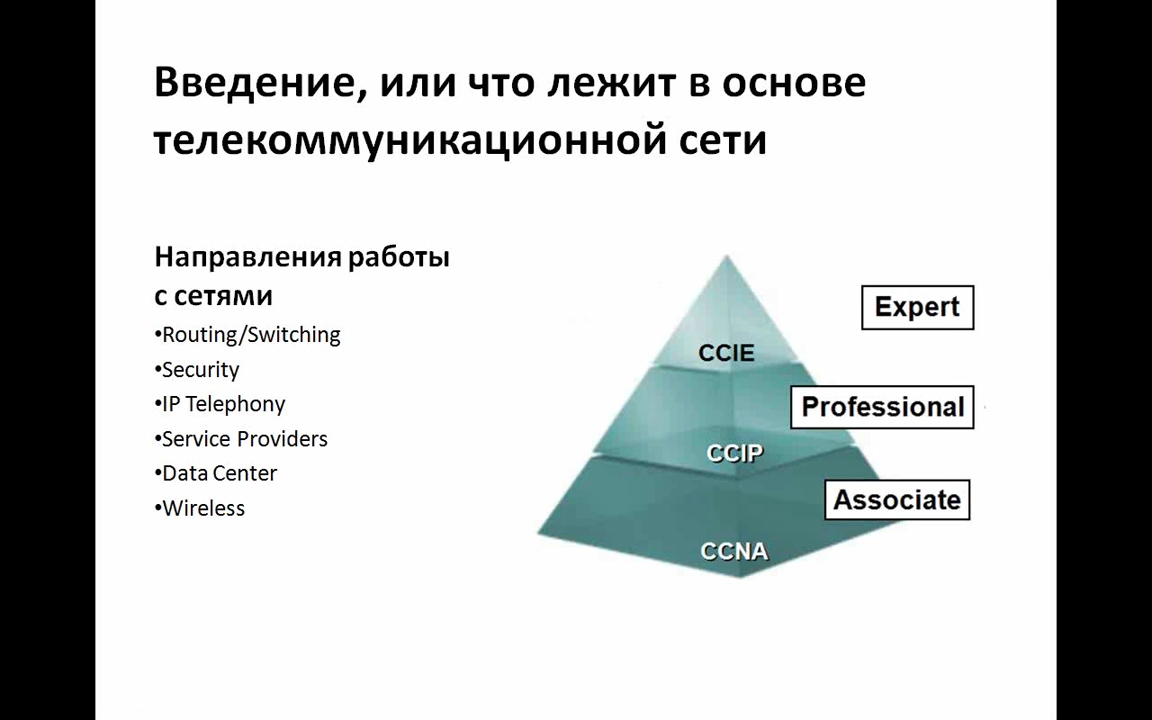 Введение, или что лежит в основе
телекоммуникационной сети
Направления работы
с сетями
•Routing/Switching
•Security
•IP Telephony
•Service Providers
•Data Center
•Wireless
Expert
CCIE
Professional
CCIP
Associate
CCNA